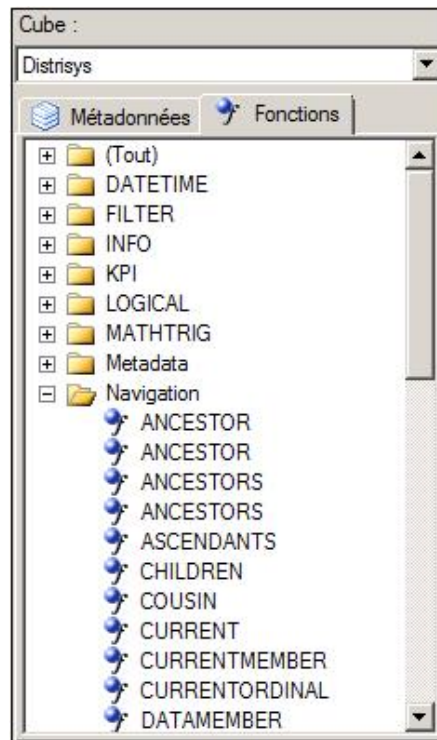 Cube :
Distrisys
Métadonnées Fonctions
(Tout)
DATETIME
FILTER
INFO
KPI
LOGICAL
MATHTRIG
Metadata
Navigation
ANCESTOR
ANCESTOR
ANCESTORS
ANCESTORS
ASCENDANTS
CHILDREN
COUSIN
CURRENT
CURRENTMEMBER
CURRENTORDINAL
DATAMEMBER